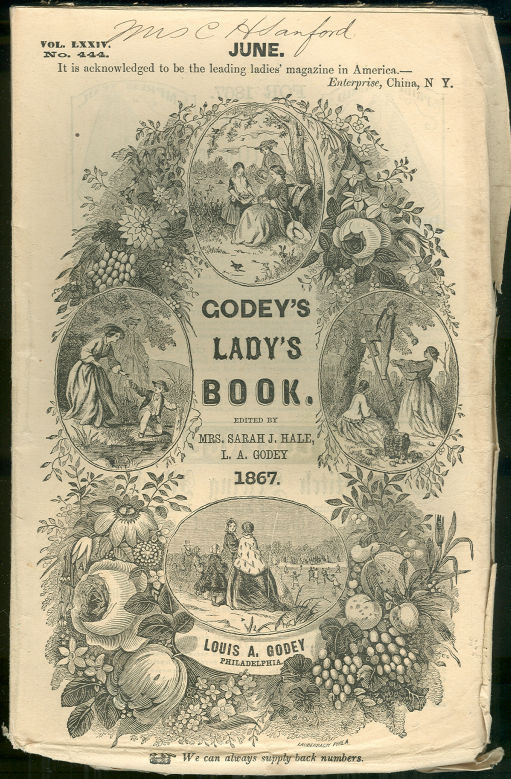 Mrs C H Sanford
VOL. LXXIV.
No. 444.
JUNE.
It is acknowledged to be the leading ladies' magazine in America.—
Enterprise, China, N Y.
GODEY'S
LADY'S
BOOK.
EDITED BY
MRS. SARAH J. HALE,
L. A. GODEY
1867.
LOUIS A. GODEY
PHILADELPHIA.
LAUDERBACH PHILA
We can always supply back numbers.